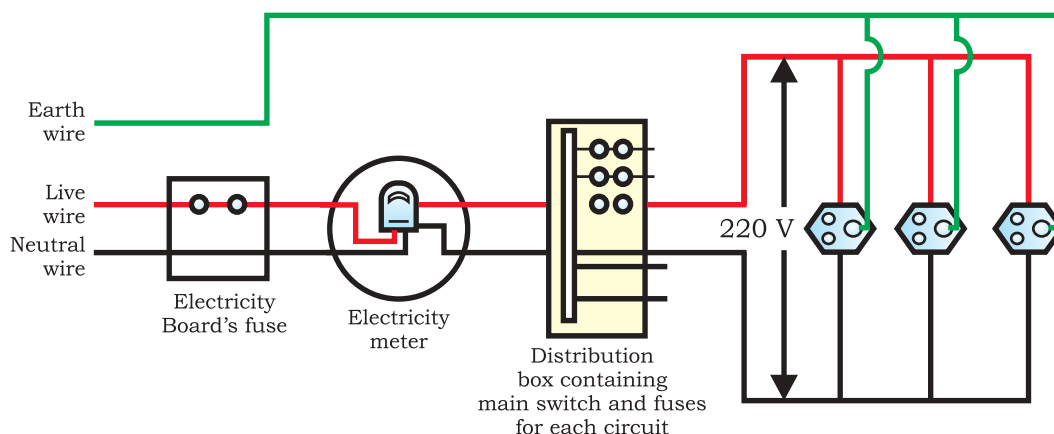 Earth
wire
Live
wire
Neutral
wire
Electricity
Board's fuse
Electricity
meter
Distribution
box containing
main switch and fuses
for each circuit
220 V